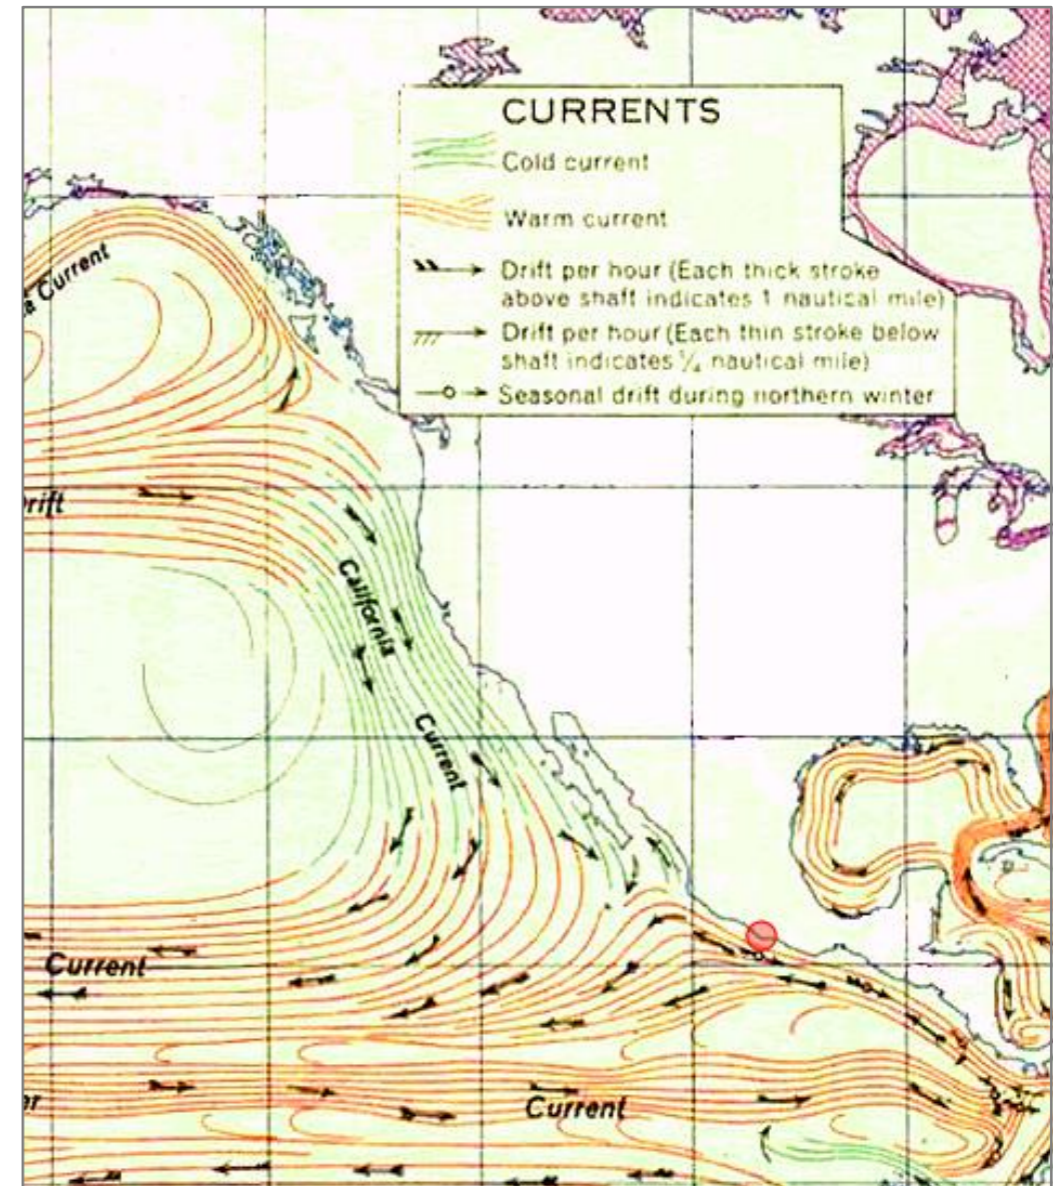 CURRENTS
Cold current
Warm current
Drift per hour (Each thick stroke
above shaft indicates 1 nautical mile)
Drift per hour (Each thin stroke below
shaft indicates ¼ nautical mile)
Seasonal drift during northern winter
a Current
rift
California
Current
Current
Current